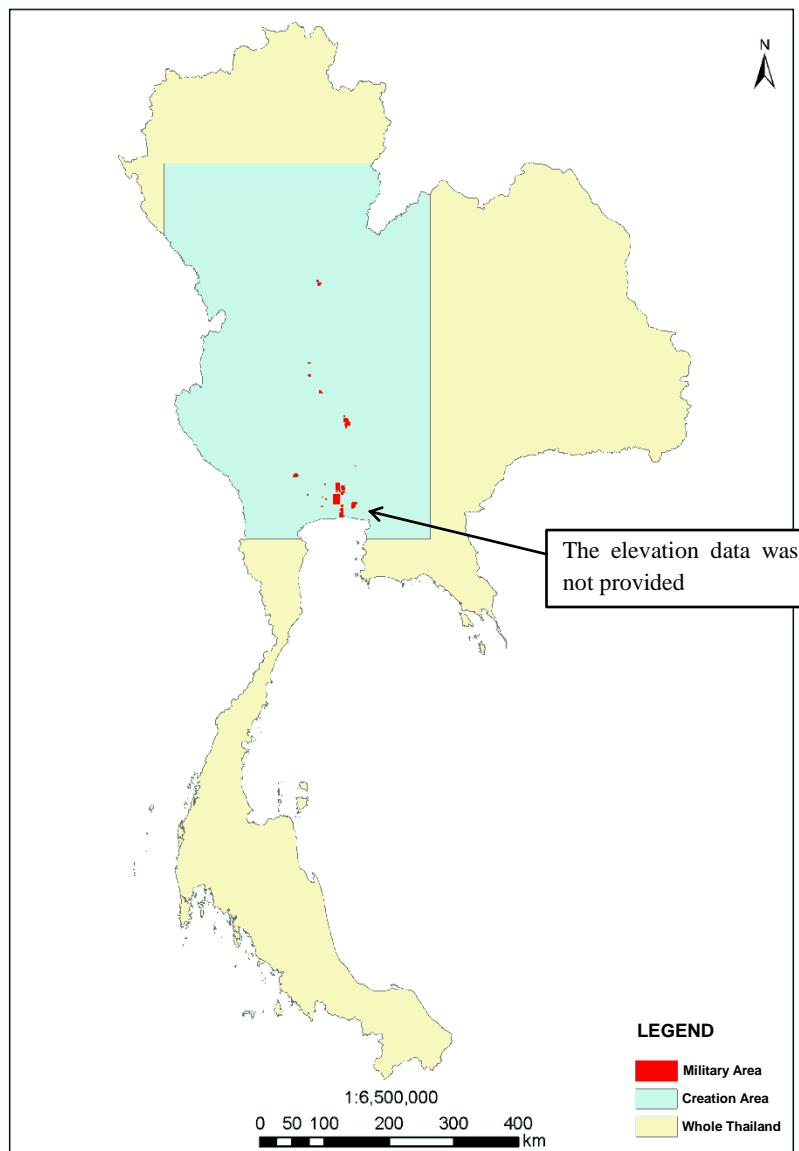 N
The elevation data was
not provided
LEGEND
Military Area
Creation Area
Whole Thailand
1:6,500,000
0 50 100 200 300 400
km